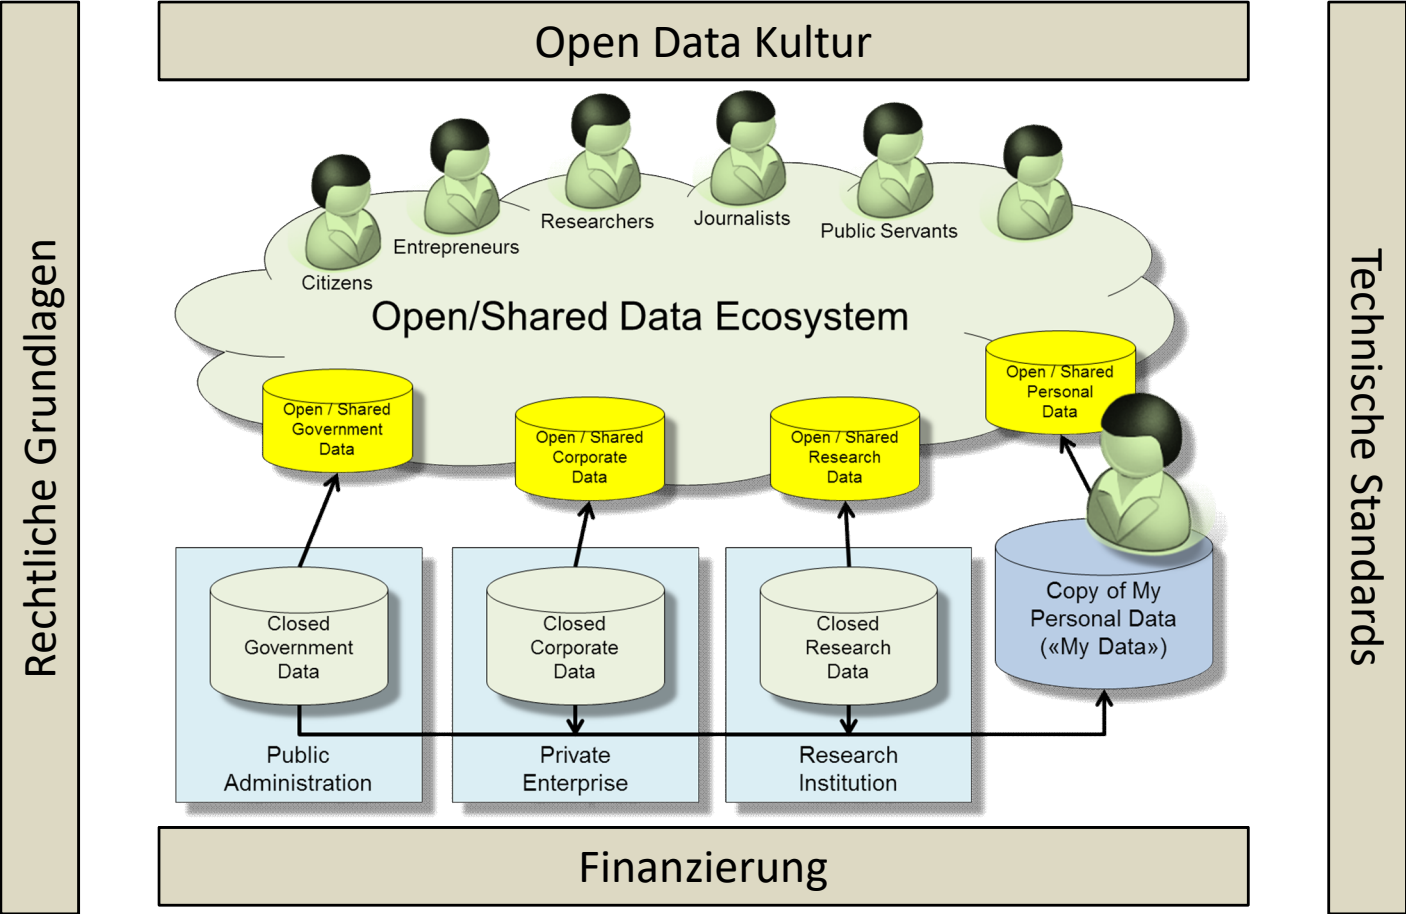 Open Data Kultur
Rechtliche Grundlagen
Technische Standards
Citizens
Entrepreneurs
Researchers
Journalists
Public Servants
Open/Shared Data Ecosystem
Open / Shared
Government
Data
Open / Shared
Corporate
Data
Open / Shared
Research
Data
Open / Shared
Personal
Data
Closed
Government
Data
Closed
Corporate
Data
Closed
Research
Data
Copy of My
Personal Data
(«My Data»)
Public
Administration
Private
Enterprise
Research
Institution
Finanzierung